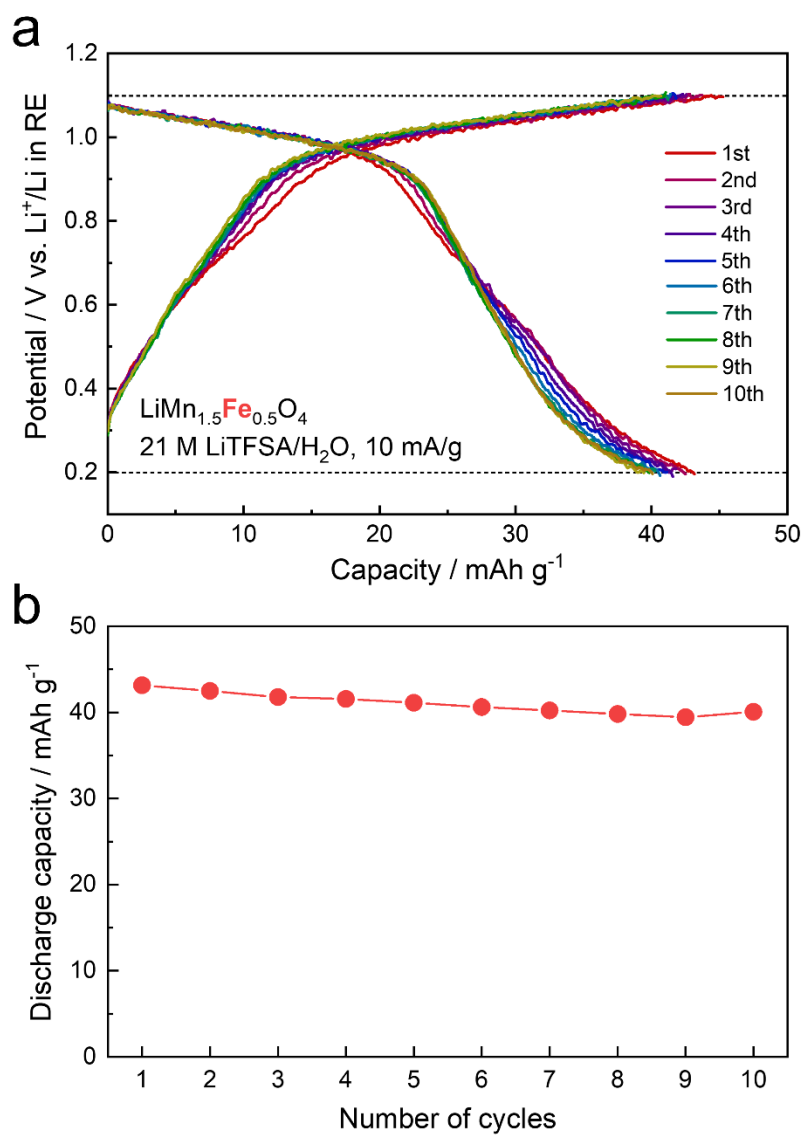 a
1.2
1.0
0.8
0.6
0.4
0.2
Potential / V vs. Li⁺/Li in RE
1st
2nd
3rd
4th
5th
6th
7th
8th
9th
10th
LiMn₁.₅Fe₀.₅O₄
21 M LiTFSA/H₂O, 10 mA/g
0 10 20 30 40 50
Capacity / mAh g⁻¹
b
50
40
30
20
10
0
Discharge capacity / mAh g⁻¹
1 2 3 4 5 6 7 8 9 10
Number of cycles